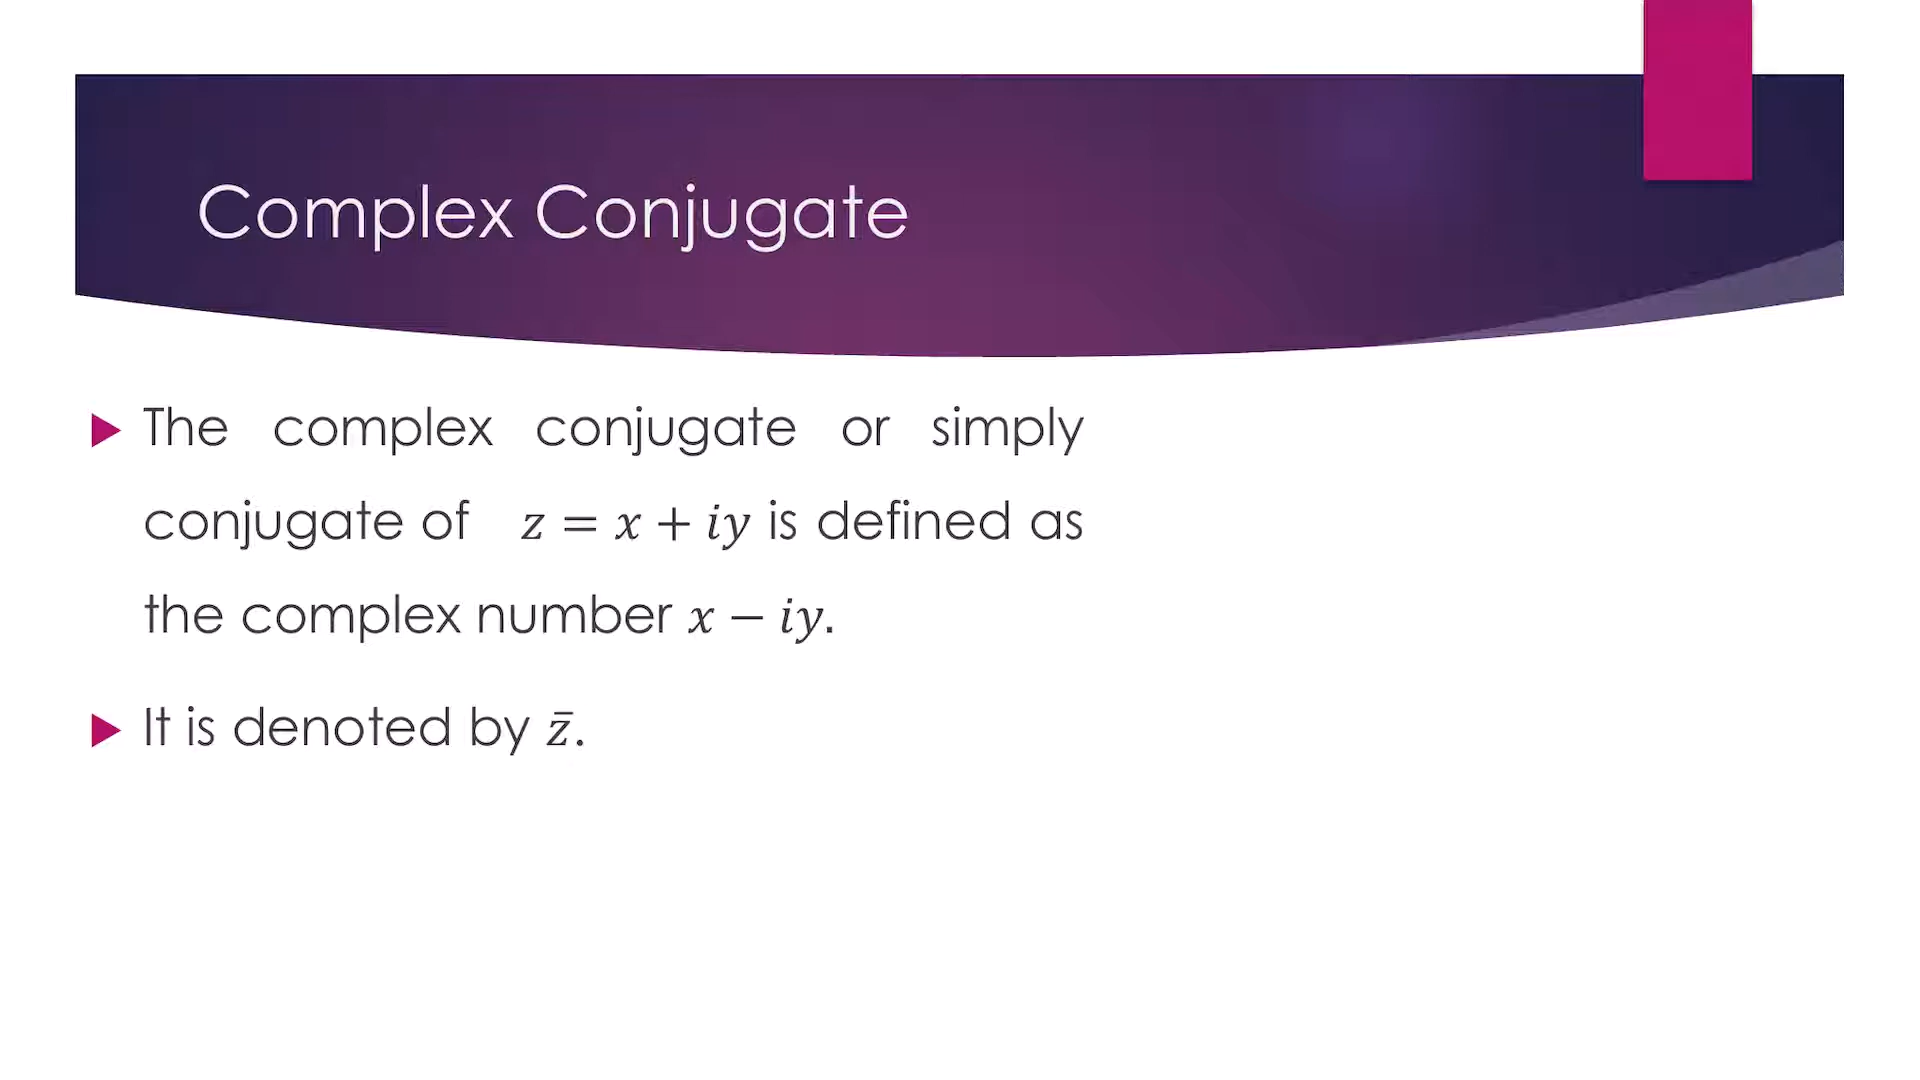 Complex Conjugate
The complex conjugate or simply
conjugate of z = x + iy is defined as
the complex number x − iy.
It is denoted by z̄.